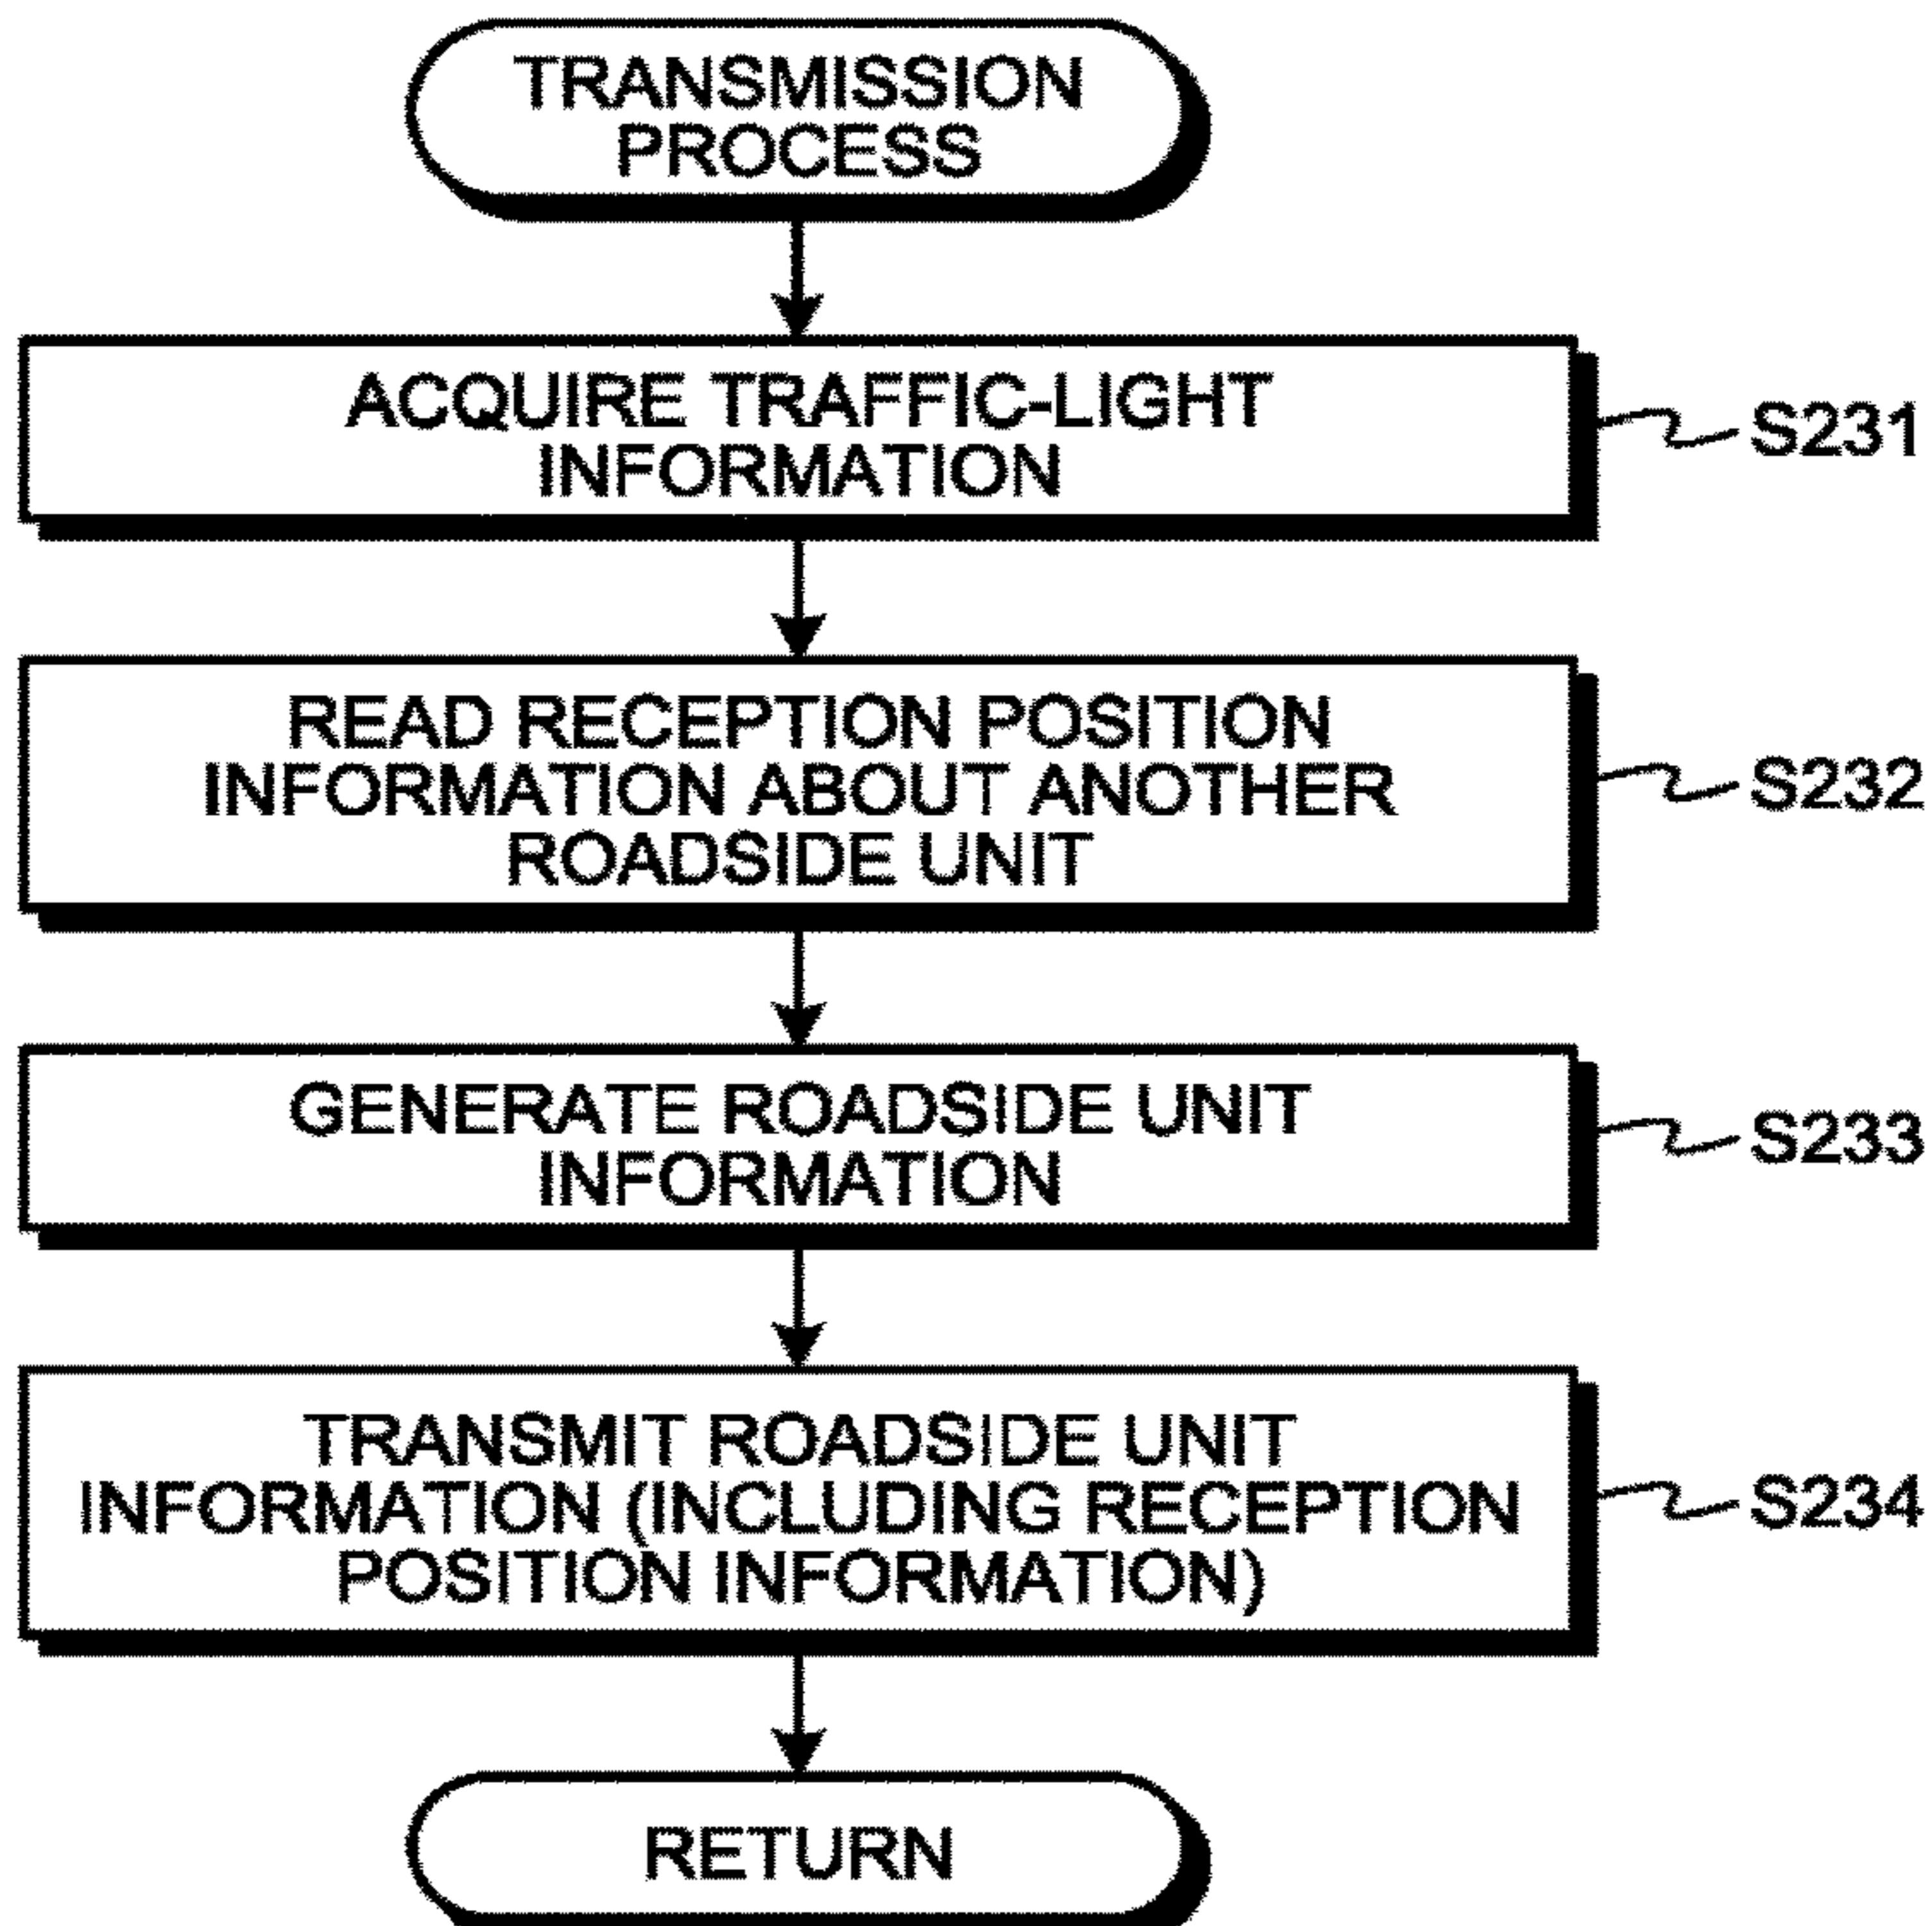 TRANSMISSION
PROCESS
ACQUIRE TRAFFIC-LIGHT
INFORMATION
S231
READ RECEPTION POSITION
INFORMATION ABOUT ANOTHER
ROADSIDE UNIT
S232
GENERATE ROADSIDE UNIT
INFORMATION
S233
TRANSMIT ROADSIDE UNIT
INFORMATION (INCLUDING RECEPTION
POSITION INFORMATION)
S234
RETURN